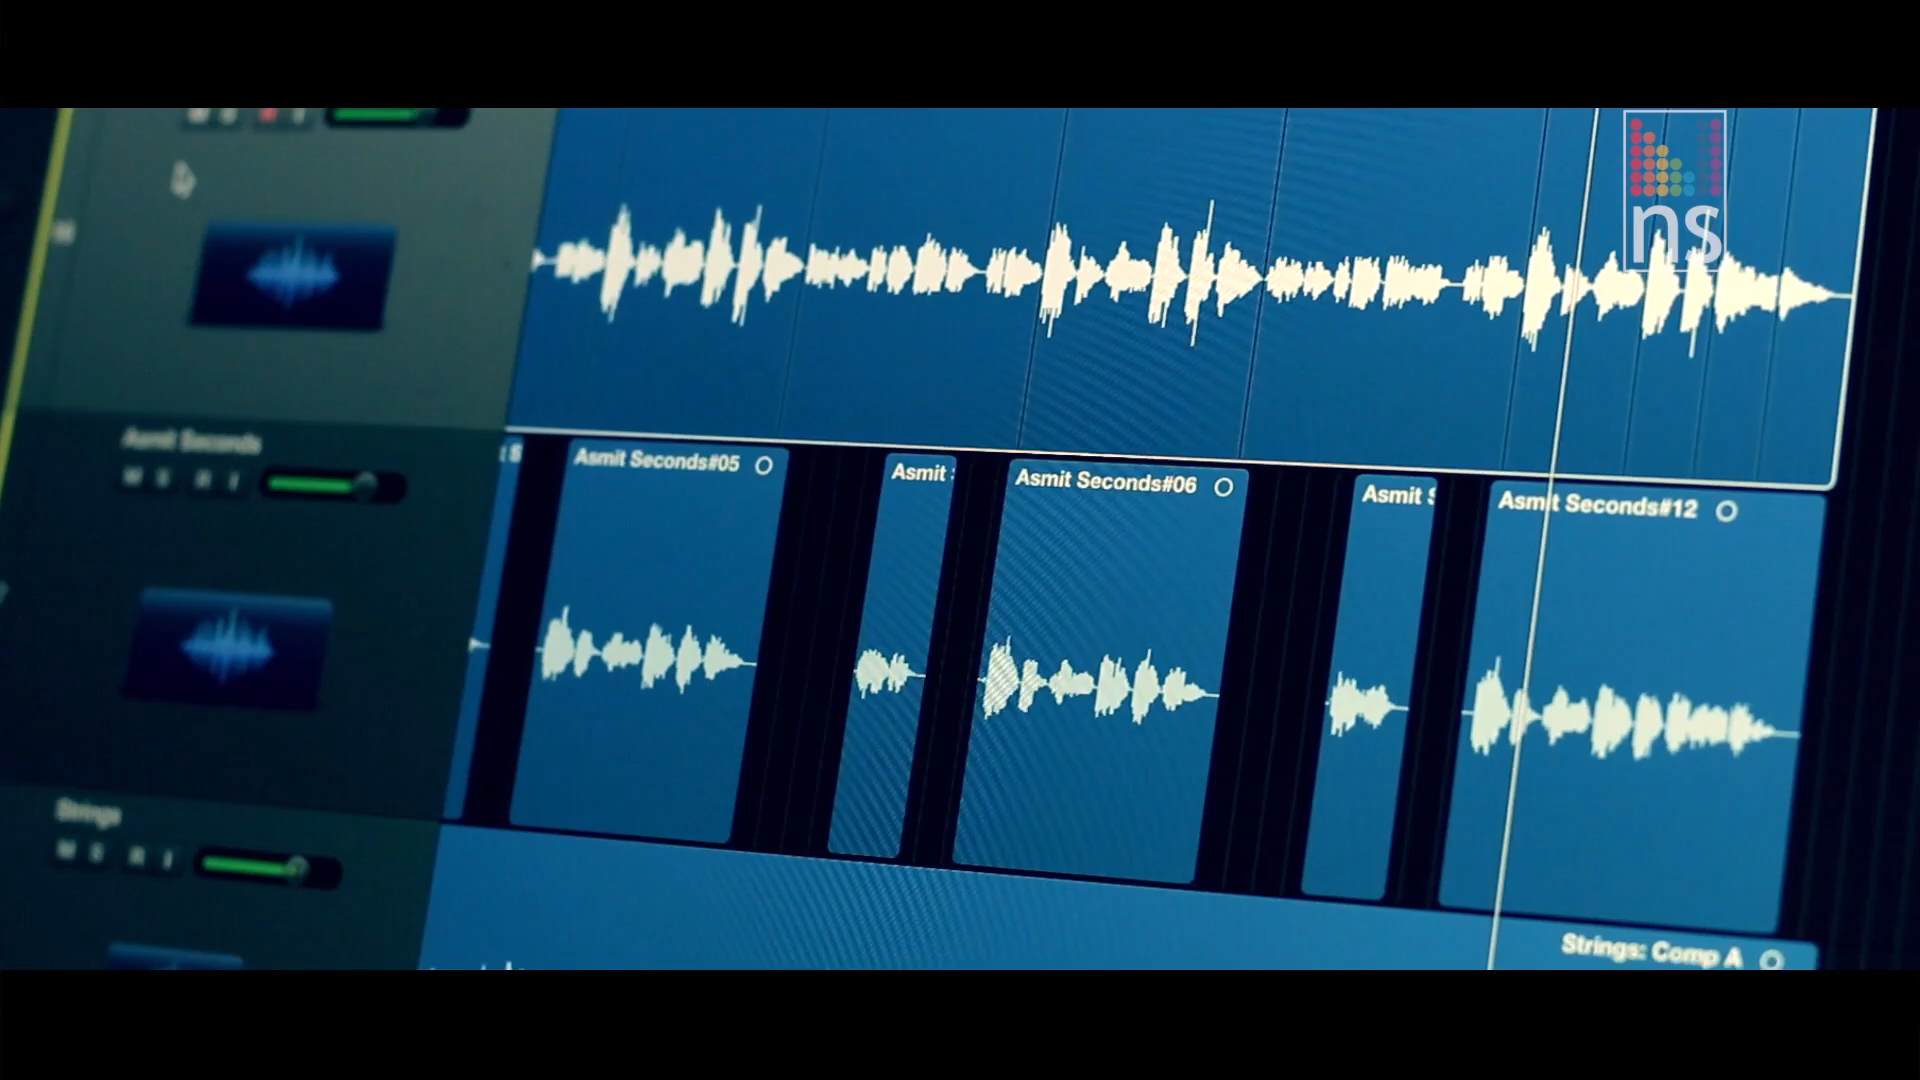 ns
Asmit Seconds
M S R I
Asmit Seconds#05
Asmit
Asmit Seconds#06
Asmit S
Asmit Seconds#12
Strings
M S R I
Strings: Comp A